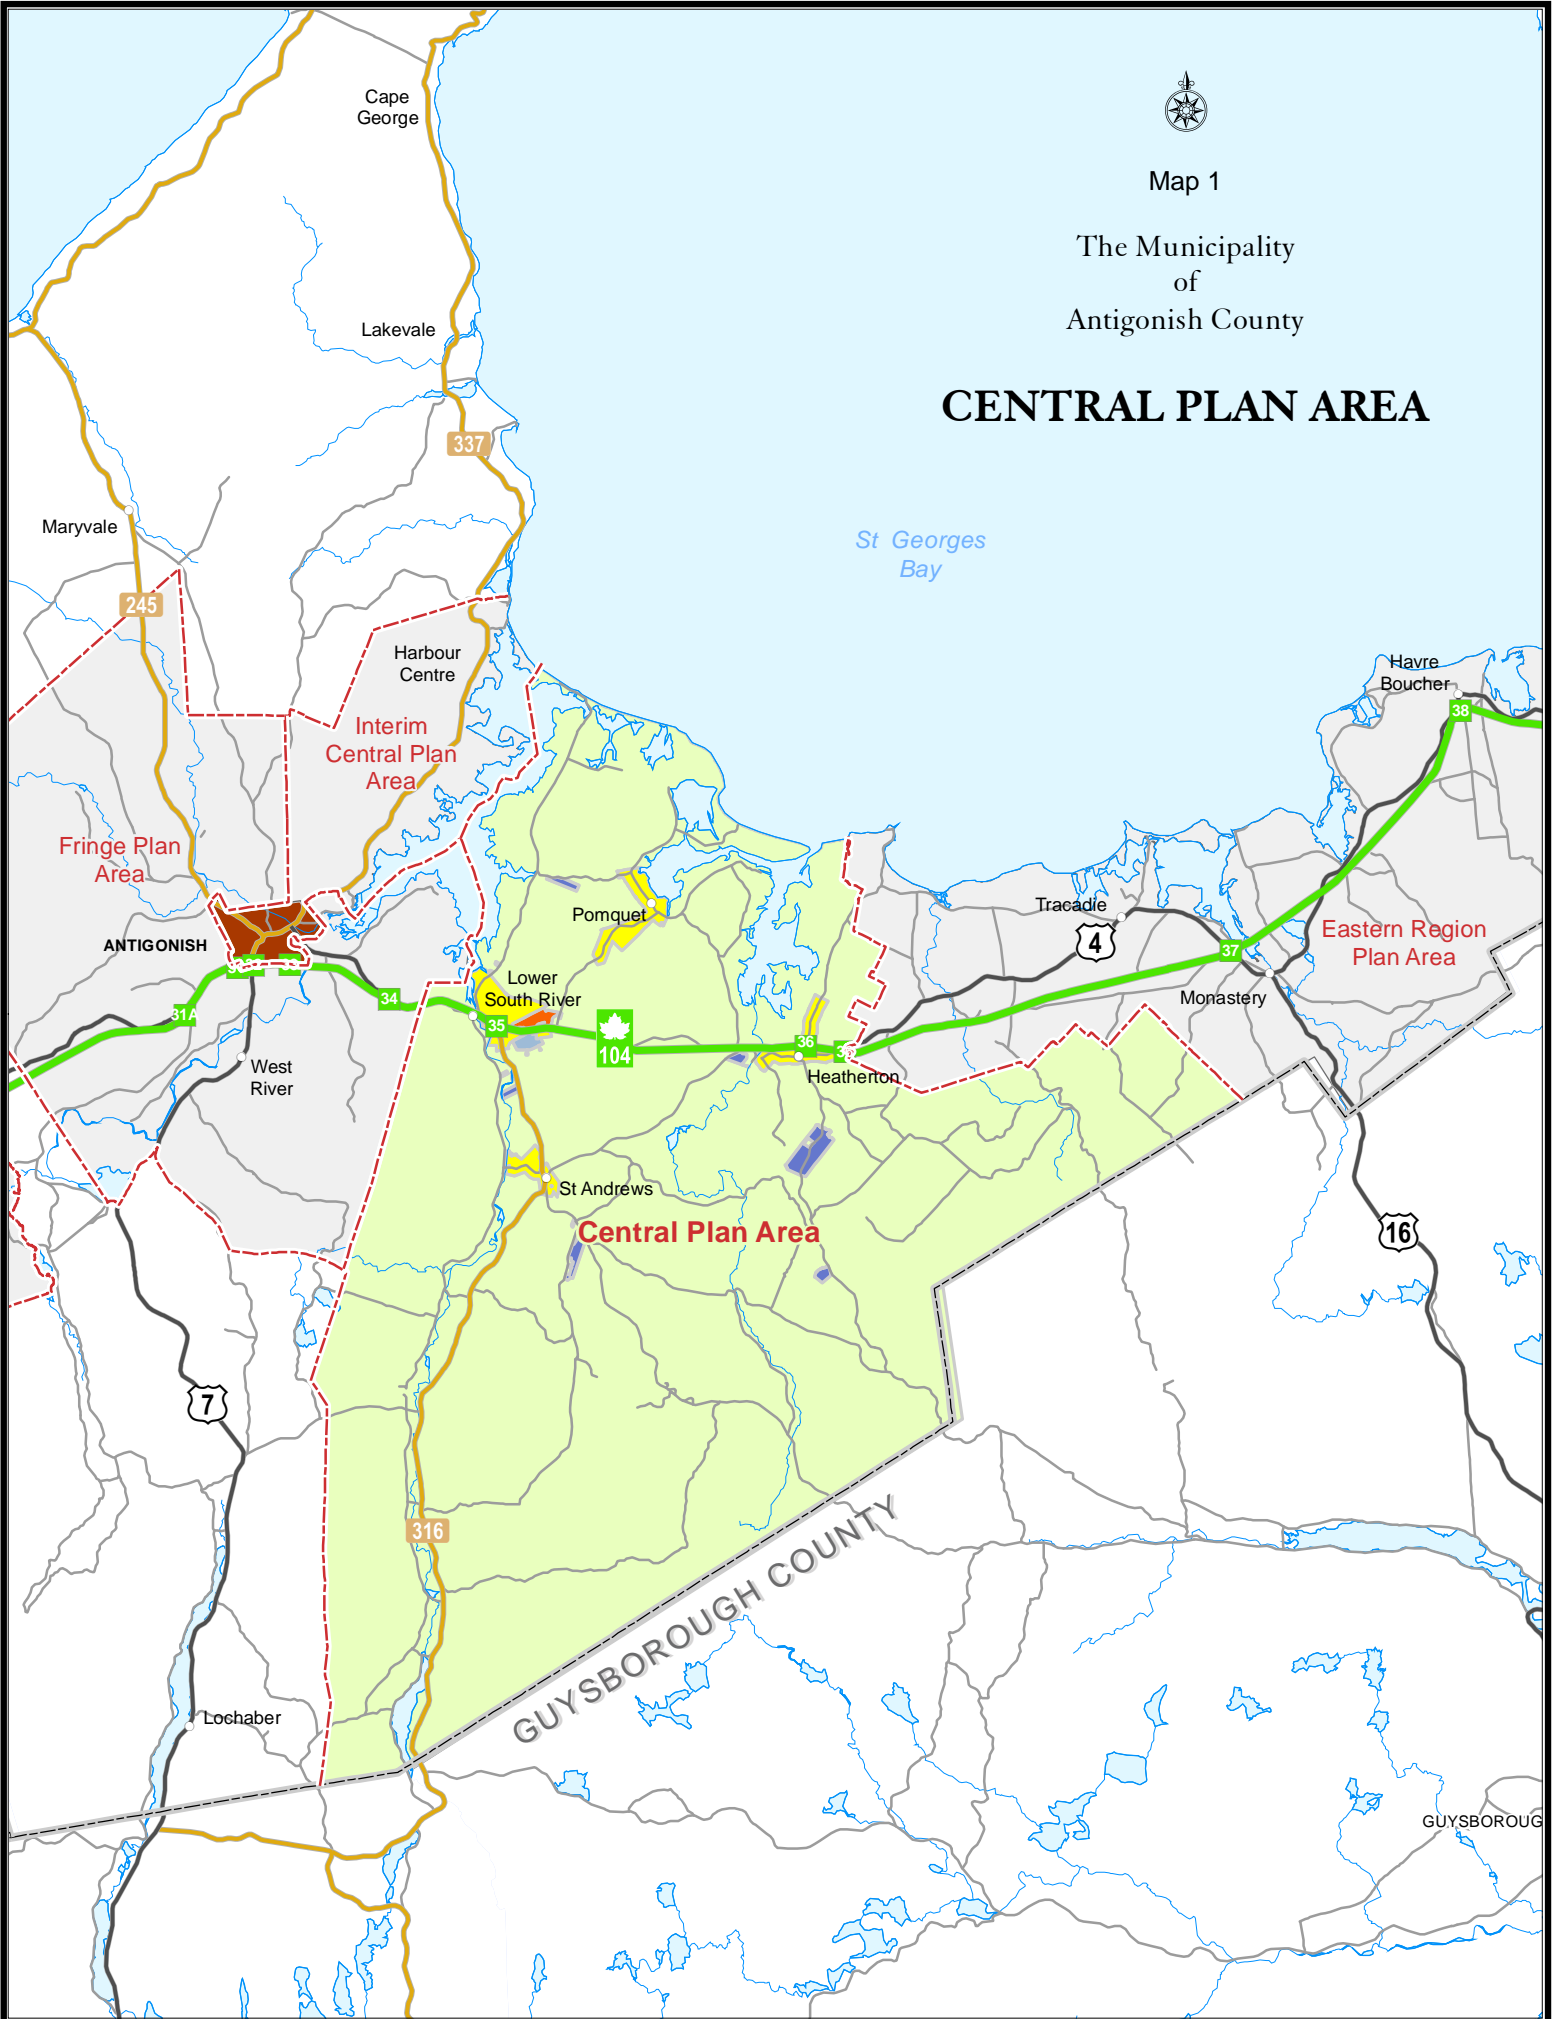 Cape
George
Map 1
The Municipality
of
Antigonish County
Lakevale
CENTRAL PLAN AREA
337
Maryvale
St Georges
Bay
245
Harbour
Centre
Havre
Boucher
38
Interim
Central Plan
Area
Fringe Plan
Area
Tracadie
Pomquet
4
Eastern Region
Plan Area
ANTIGONISH
37
Lower
South River
34
Monastery
31A
35
104
36
West
River
Heatherton
St Andrews
Central Plan Area
16
7
316
GUYSBOROUGH COUNTY
Lochaber
GUYSBOROUG